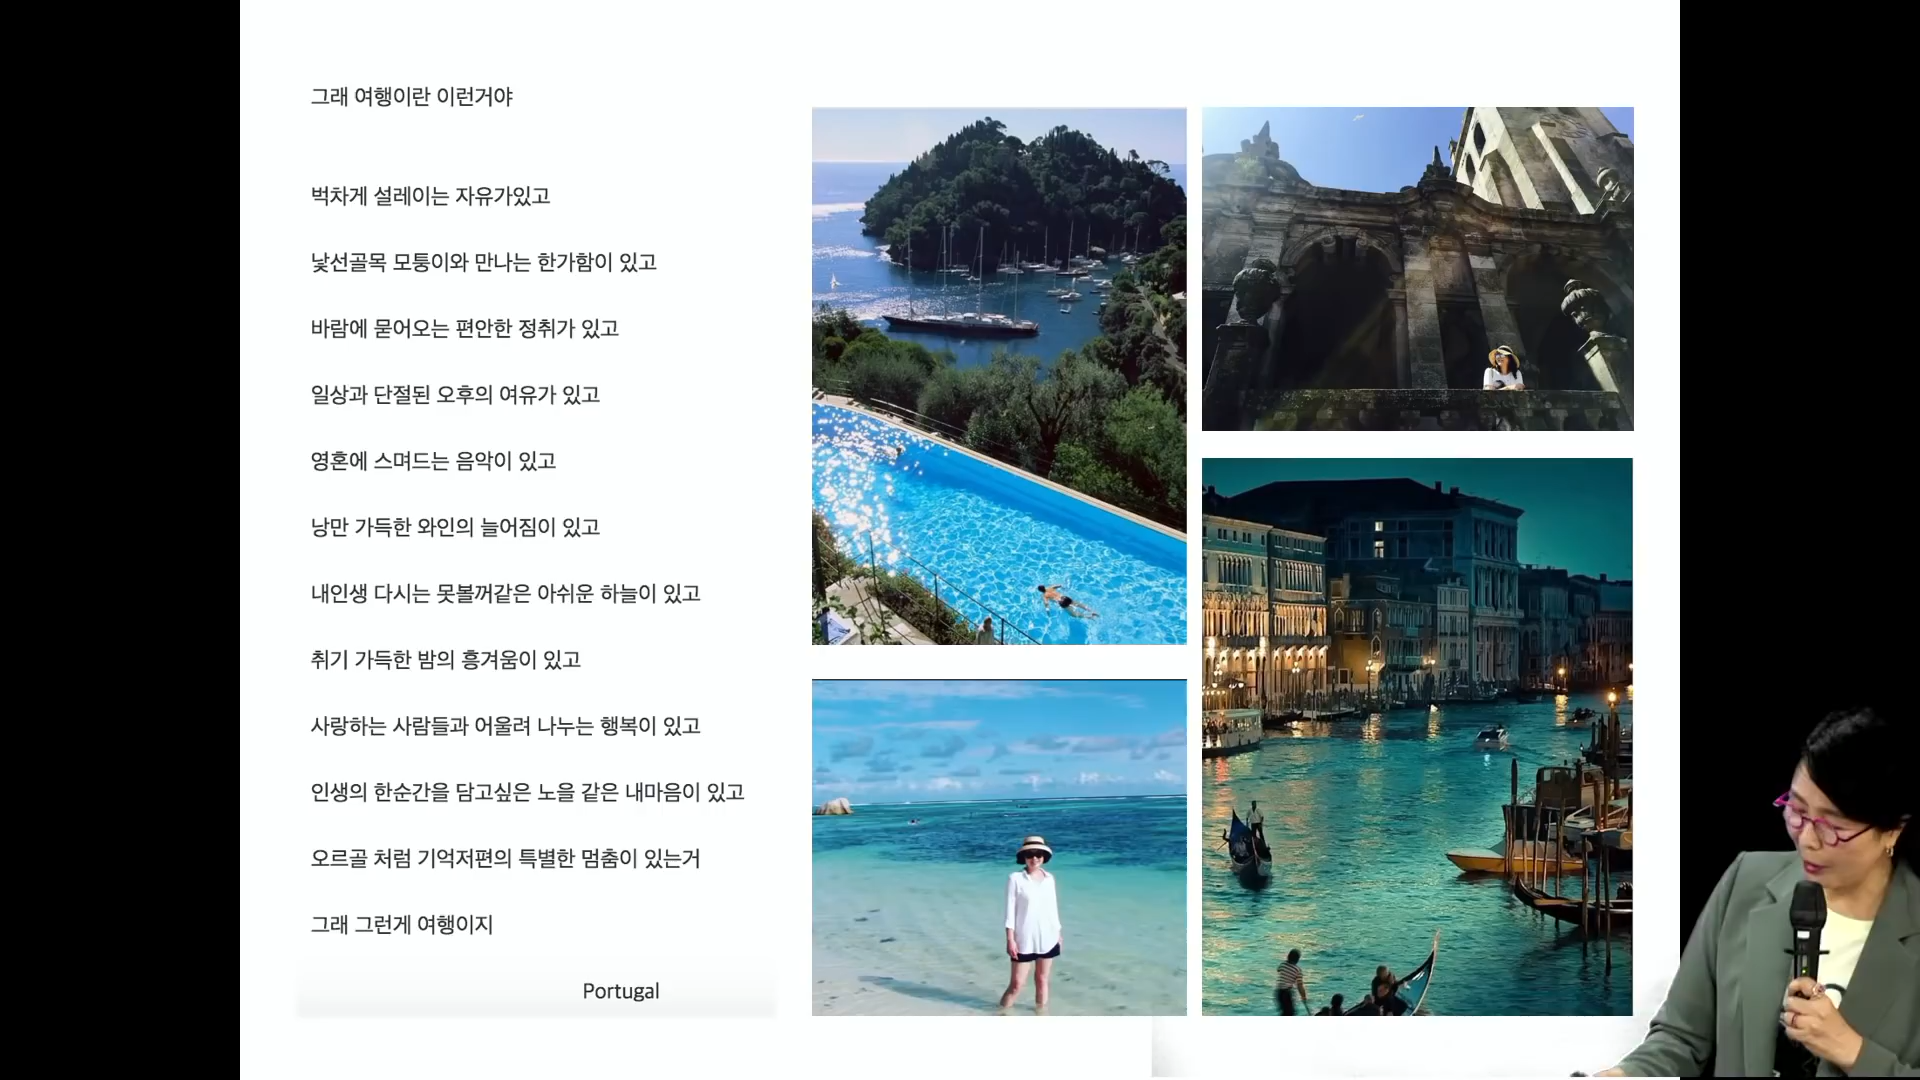 그래 여행이란 이런거야
벅차게 설레이는 자유가있고
낯선골목 모퉁이와 만나는 한가함이 있고
바람에 묻어오는 편안한 정취가 있고
일상과 단절된 오후의 여유가 있고
영혼에 스며드는 음악이 있고
낭만 가득한 와인의 늘어짐이 있고
내인생 다시는 못볼꺼같은 아쉬운 하늘이 있고
취기 가득한 밤의 흥겨움이 있고
사랑하는 사람들과 어울려 나누는 행복이 있고
인생의 한순간을 담고싶은 노을 같은 내마음이 있고
오르골 처럼 기억저편의 특별한 멈춤이 있는거
그래 그런게 여행이지
Portugal